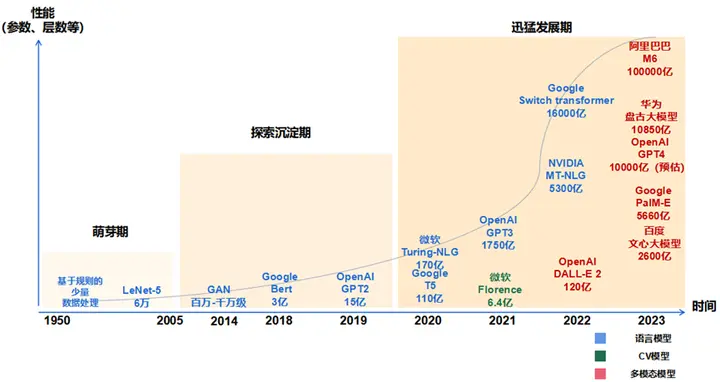 性能
（参数、层数等）
迅猛发展期
阿里巴巴
M6
100000亿
Google
Switch transformer
16000亿
华为
盘古大模型
10850亿
探索沉淀期
OpenAI
GPT4
10000亿 (预估)
NVIDIA
MT-NLG
5300亿
Google
PalM-E
5660亿
萌芽期
OpenAI
GPT3
1750亿
百度
文心大模型
2600亿
微软
Turing-NLG
170亿
基于规则的
少量
数据处理
LeNet-5
6万
GAN
百万-千万级
Google
Bert
3亿
OpenAI
GPT2
15亿
Google
T5
110亿
微软
Florence
6.4亿
OpenAI
DALL-E 2
120亿
1950
2005
2014
2018
2019
2020
2021
2022
2023
时间
语言模型
CV模型
多模态模型